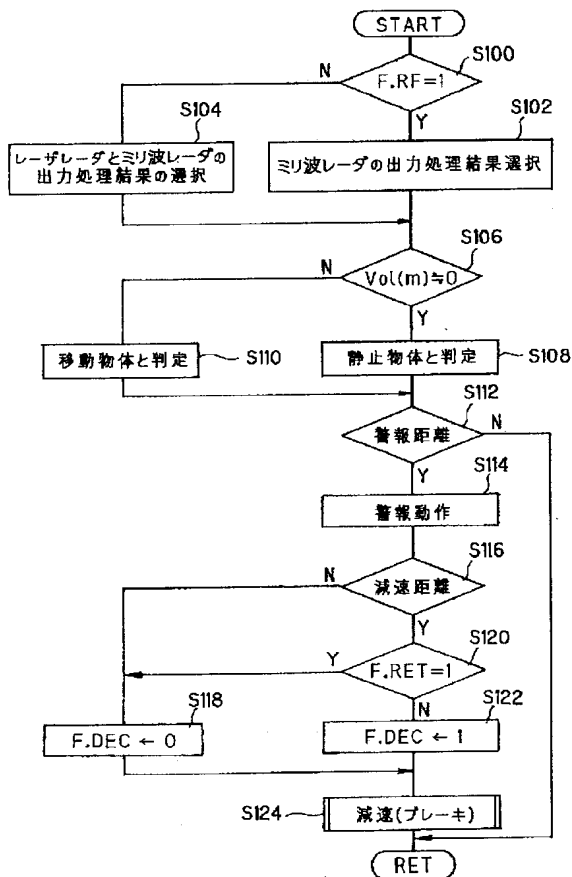 START
S100
F.RF=1
N
Y
S104
レーザレーダとミリ波レーダの
出力処理結果の選択
S102
ミリ波レーダの出力処理結果選択
S106
Vol(m)≒0
N
Y
移動物体と判定
S110
静止物体と判定
S108
S112
警報距離
N
Y
S114
警報動作
S116
減速距離
N
Y
S120
F.RET=1
Y
N
S118
F.DEC ← 0
S122
F.DEC ← 1
S124
減速(ブレーキ)
RET